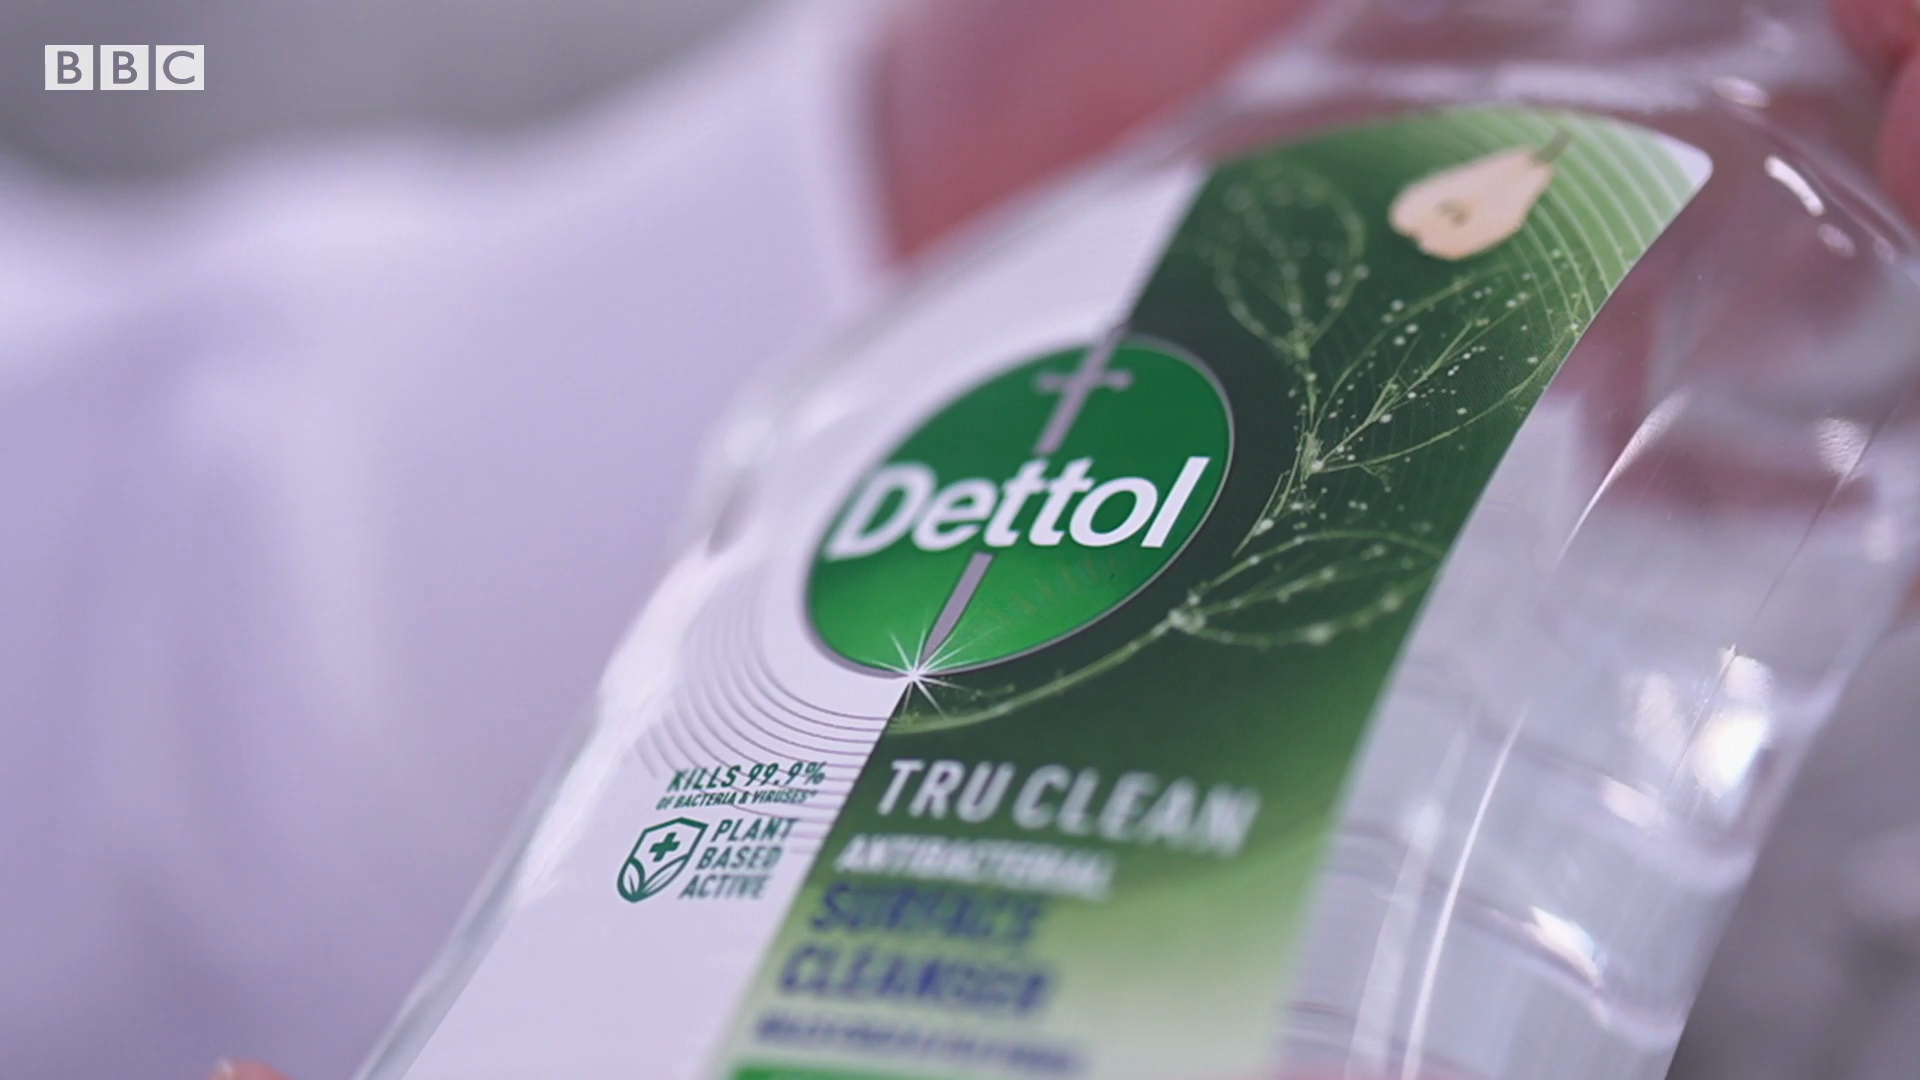 BBC
Dettol
KILLS 99.9%
OF BACTERIA & VIRUSES*
PLANT
BASED
ACTIVE
TRU CLEAN
ANTIBACTERIAL
SURFACE
CLEANSER